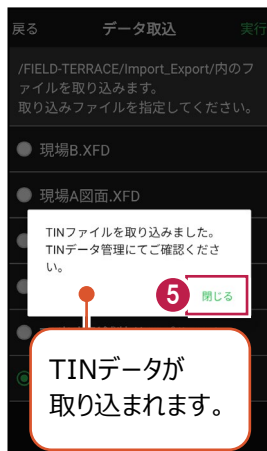 戻る データ取込 実行
/FIELD-TERRACE/Import_Export/内のフ
ァイルを取り込みます。
取り込みファイルを指定してください。
現場B.XFD
現場A図面.XFD
TINファイルを取り込みました。
TINデータ管理にてご確認くださ
い。
5 閉じる
TINデータが
取り込まれます。